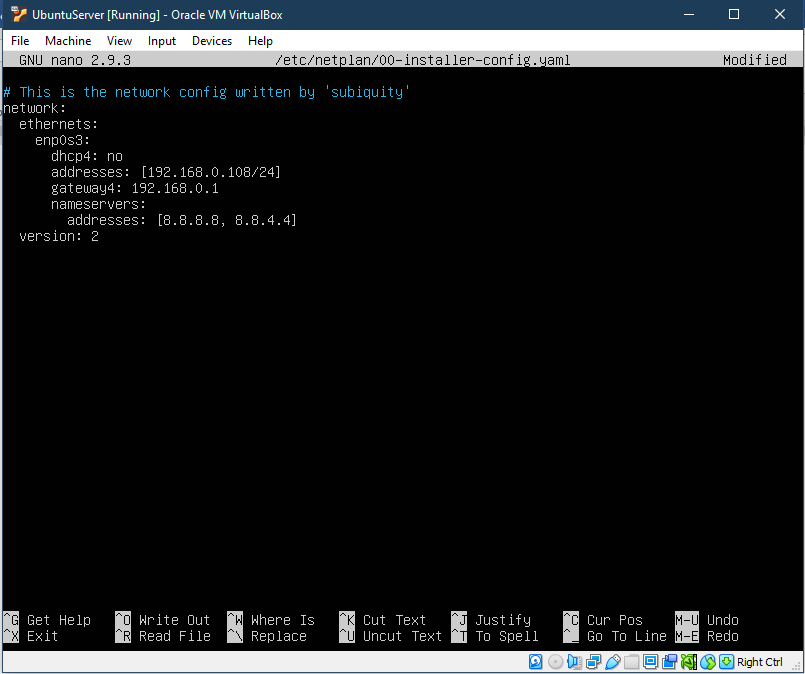 UbuntuServer [Running] - Oracle VM VirtualBox
File Machine View Input Devices Help
GNU nano 2.9.3 /etc/netplan/00-installer-config.yaml Modified
# This is the network config written by 'subiquity'
network:
  ethernets:
    enp0s3:
      dhcp4: no
      addresses: [192.168.0.108/24]
      gateway4: 192.168.0.1
      nameservers:
        addresses: [8.8.8.8, 8.8.4.4]
  version: 2
^G Get Help ^O Write Out ^W Where Is ^K Cut Text ^J Justify ^C Cur Pos M-U Undo
^X Exit ^R Read File ^\ Replace ^U Uncut Text ^T To Spell ^_ Go To Line M-E Redo
Right Ctrl